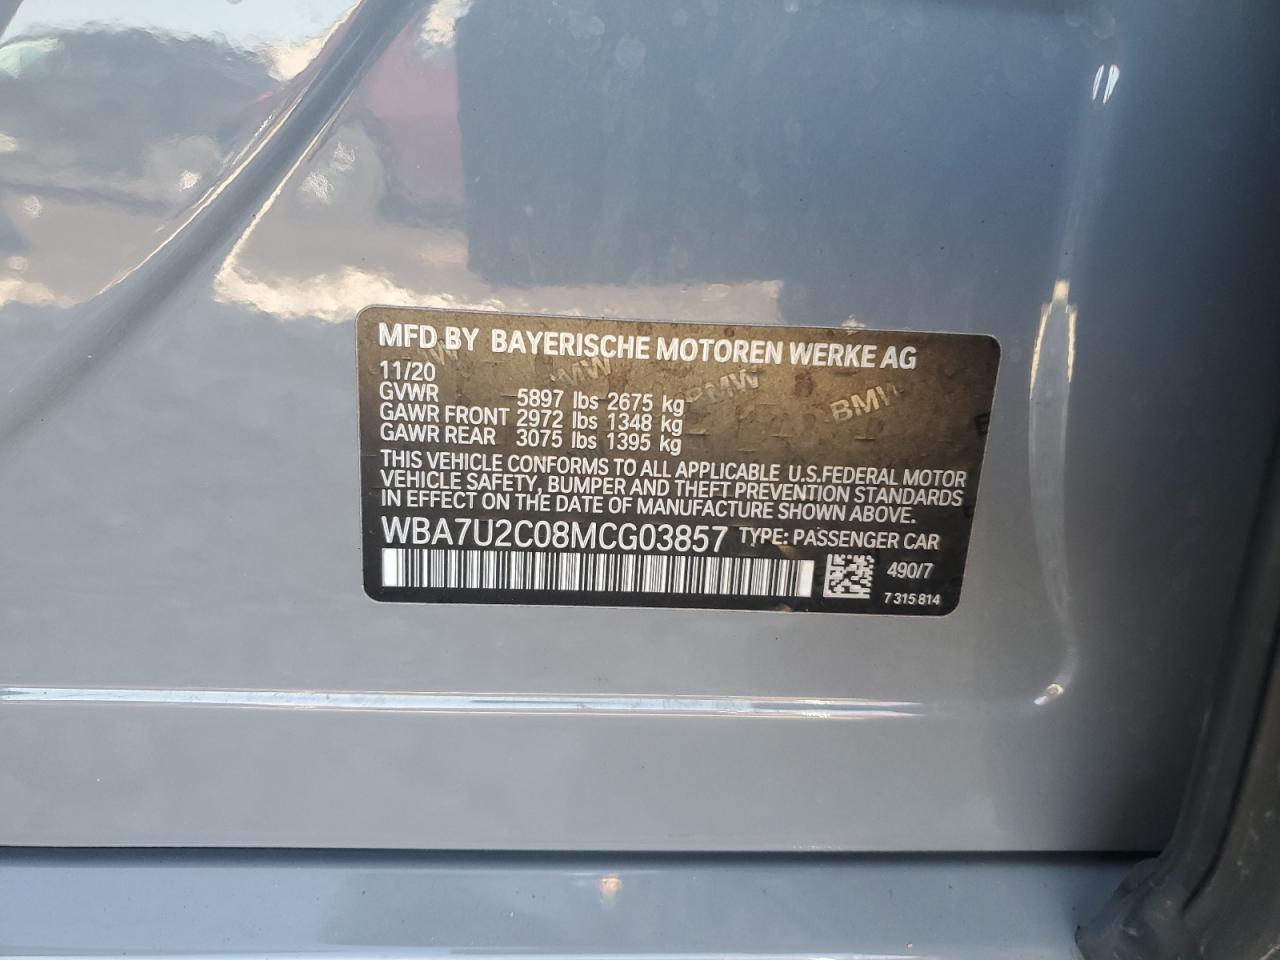 MFD BY BAYERISCHE MOTOREN WERKE AG
11/20
GVWR 5897 lbs 2675 kg
GAWR FRONT 2972 lbs 1348 kg
GAWR REAR 3075 lbs 1395 kg
THIS VEHICLE CONFORMS TO ALL APPLICABLE U.S.FEDERAL MOTOR
VEHICLE SAFETY, BUMPER AND THEFT PREVENTION STANDARDS
IN EFFECT ON THE DATE OF MANUFACTURE SHOWN ABOVE.
WBA7U2C08MCG03857 TYPE: PASSENGER CAR
490/7
7 315 814
BMW
BMW
BMW